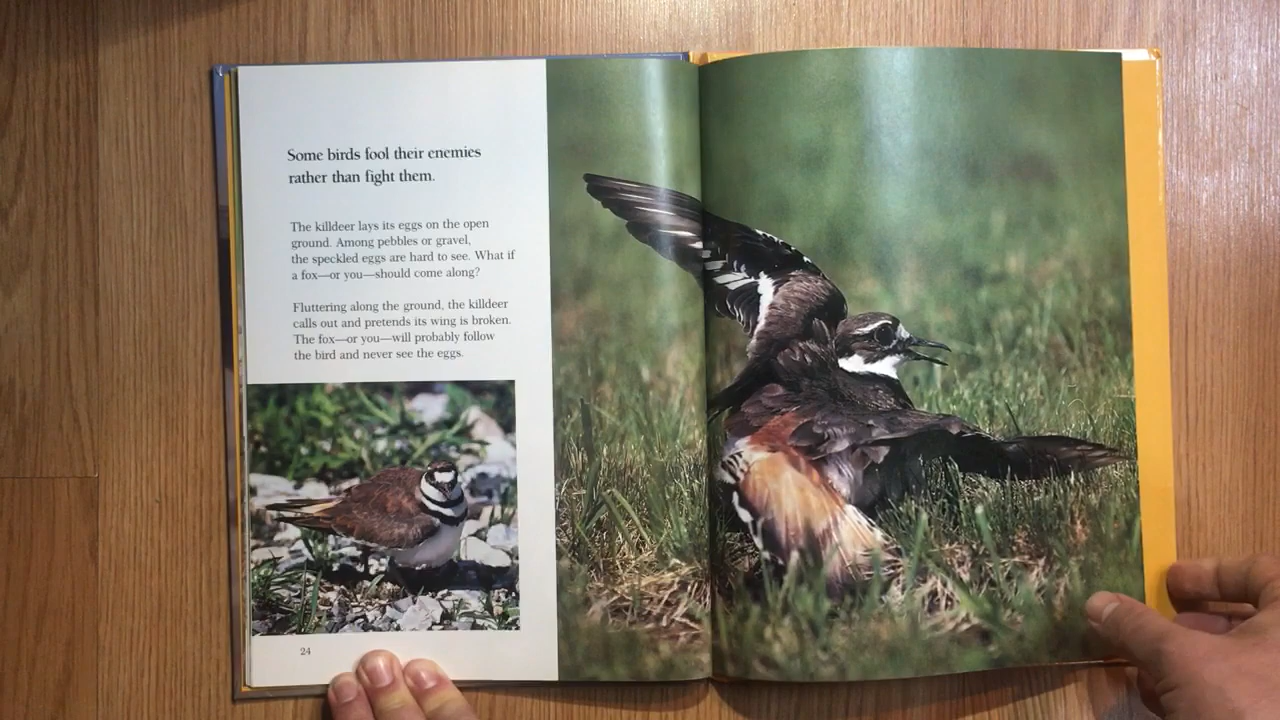 Some birds fool their enemies
rather than fight them.
The killdeer lays its eggs on the open
ground. Among pebbles or gravel,
the speckled eggs are hard to see. What if
a fox—or you—should come along?
Fluttering along the ground, the killdeer
calls out and pretends its wing is broken.
The fox—or you—will probably follow
the bird and never see the eggs.
24